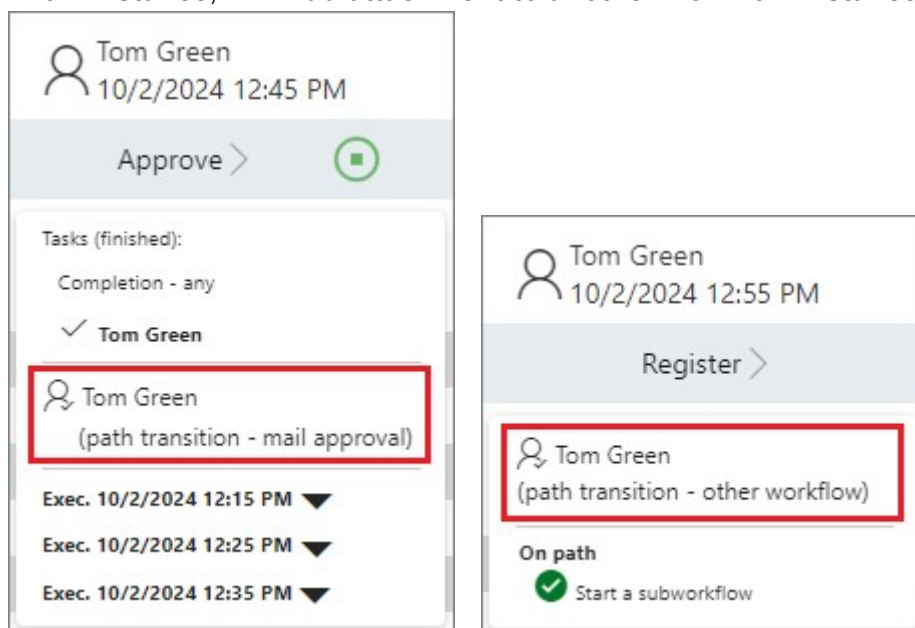 Tom Green
10/2/2024 12:45 PM
Approve
Tasks (finished):
Completion - any
Tom Green
Tom Green
(path transition - mail approval)
Exec. 10/2/2024 12:15 PM
Exec. 10/2/2024 12:25 PM
Exec. 10/2/2024 12:35 PM
Tom Green
10/2/2024 12:55 PM
Register
Tom Green
(path transition - other workflow)
On path
Start a subworkflow